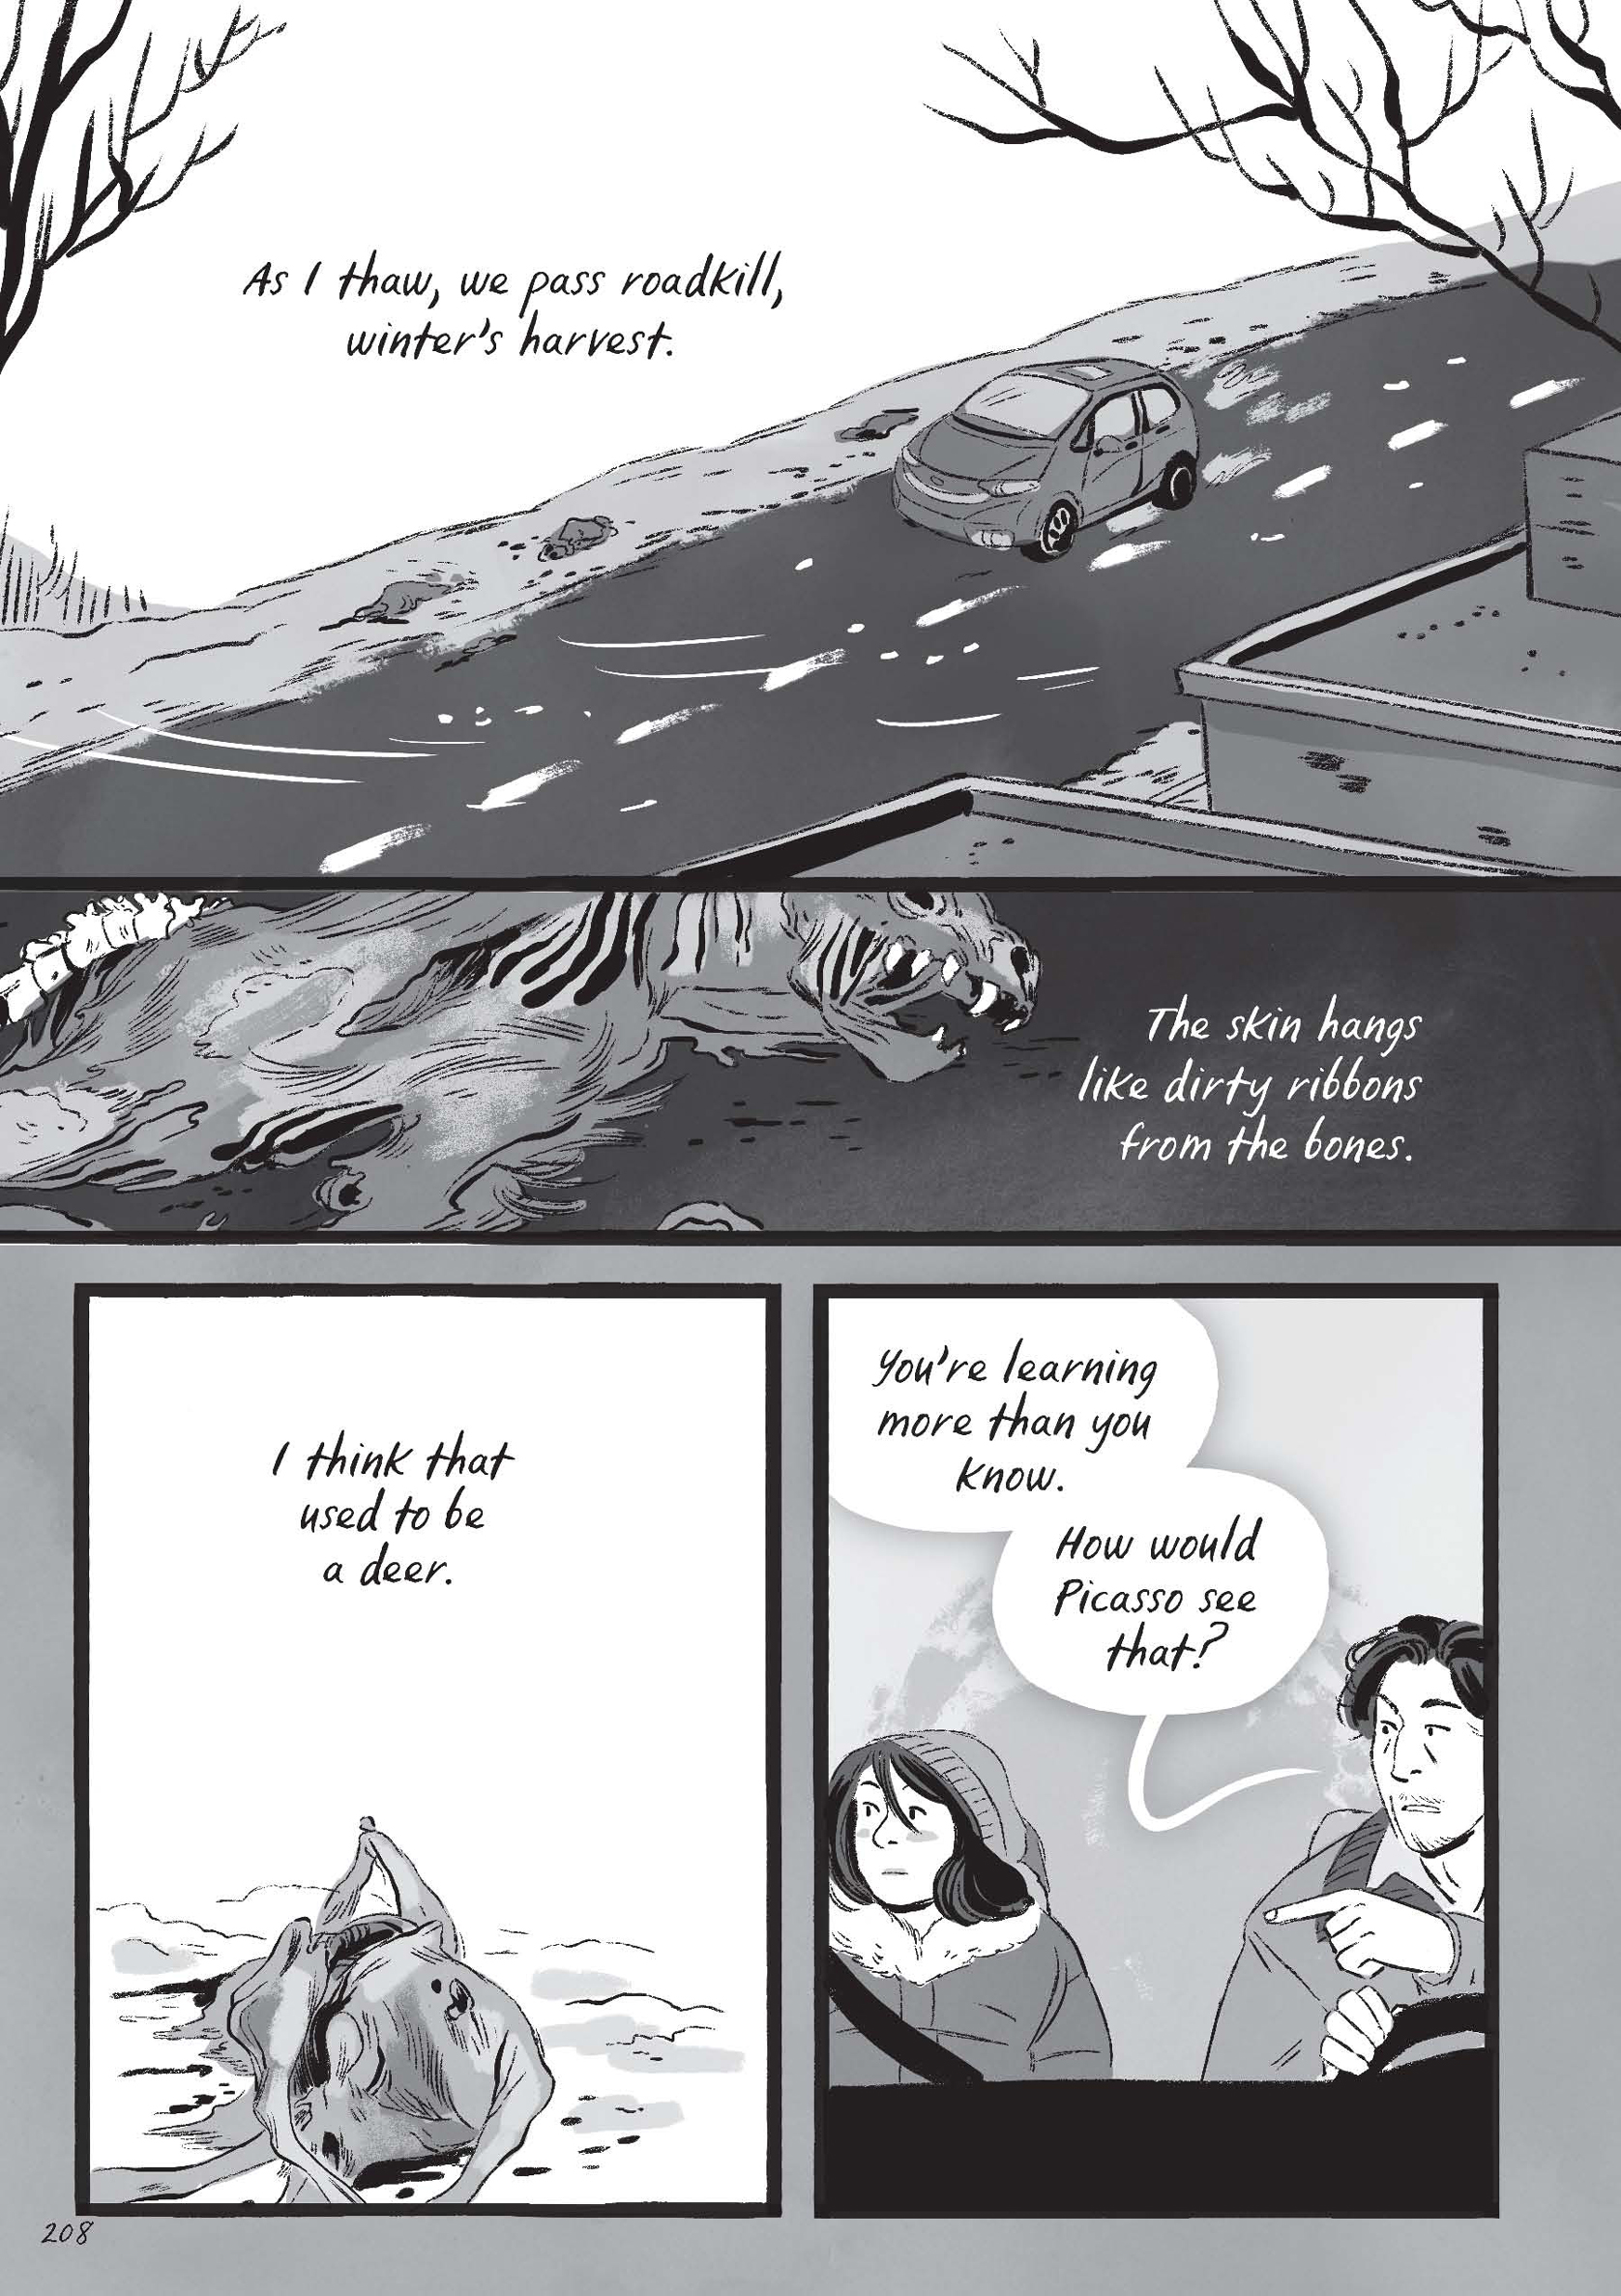 As I thaw, we pass roadkill,
winter's harvest.
The skin hangs
like dirty ribbons
from the bones.
I think that
used to be
a deer.
You're learning
more than you
know.
How would
Picasso see
that?
208